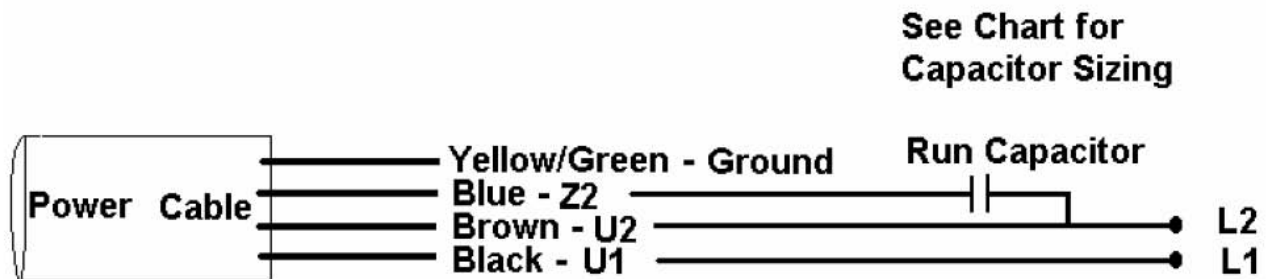 See Chart for
Capacitor Sizing
Yellow/Green - Ground
Run Capacitor
Blue - Z2
Power Cable
Brown - U2
L2
Black - U1
L1